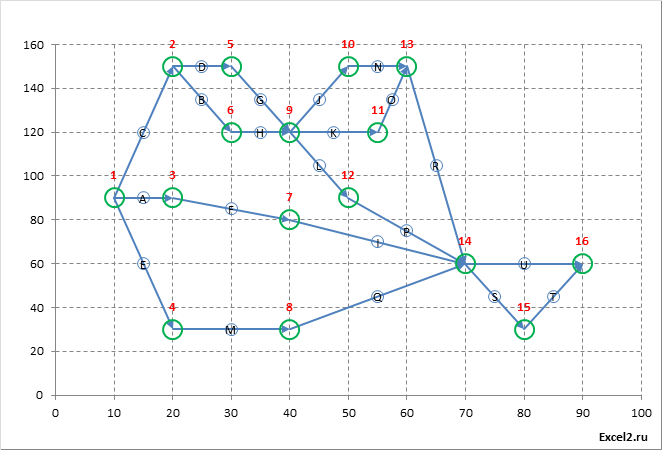 2 5 10 13
160
D N
140
B G J O
6 9 11
C H K
120
1 3 12
L R
100
A F
7
80
P
14 16
I
60
E U
4 8 15
40
Q S T
M
20
0
0 10 20 30 40 50 60 70 80 90 100
Excel2.ru